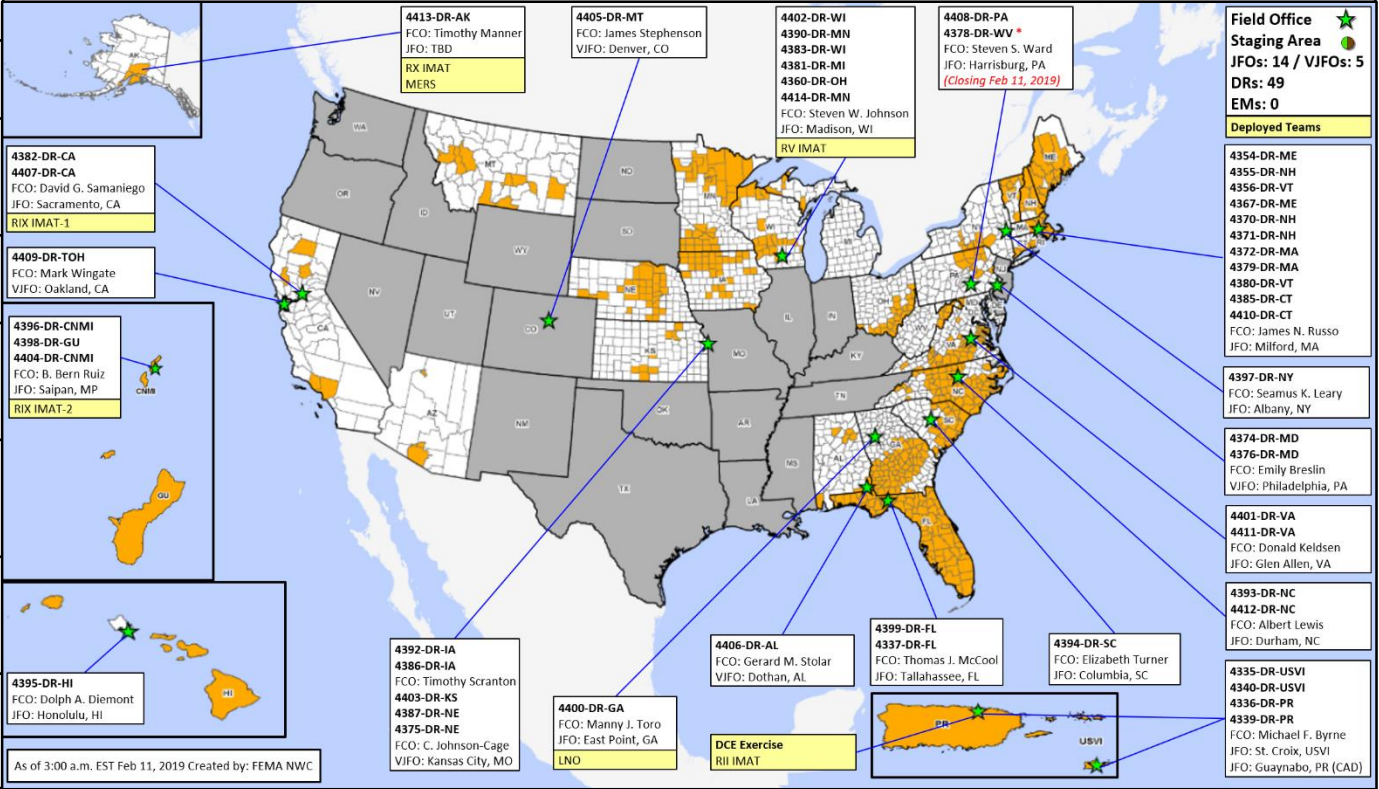 4413-DR-AK
FCO: Timothy Manner
JFO: TBD
RX IMAT
MERS
4405-DR-MT
FCO: James Stephenson
VJFO: Denver, CO
4402-DR-WI
4390-DR-MN
4383-DR-WI
4381-DR-MI
4360-DR-OH
4414-DR-MN
FCO: Steven W. Johnson
JFO: Madison, WI
RV IMAT
4408-DR-PA
4378-DR-WV *
FCO: Steven S. Ward
JFO: Harrisburg, PA
(Closing Feb 11, 2019)
Field Office
Staging Area
JFOs: 14 / VJFOs: 5
DRs: 49
EMs: 0
Deployed Teams
4382-DR-CA
4407-DR-CA
FCO: David G. Samaniego
JFO: Sacramento, CA
RIX IMAT-1
4409-DR-TOH
FCO: Mark Wingate
VJFO: Oakland, CA
4396-DR-CNMI
4398-DR-GU
4404-DR-CNMI
FCO: B. Bern Ruiz
JFO: Saipan, MP
RIX IMAT-2
4395-DR-HI
FCO: Dolph A. Diemont
JFO: Honolulu, HI
As of 3:00 a.m. EST Feb 11, 2019 Created by: FEMA NWC
4354-DR-ME
4355-DR-NH
4356-DR-VT
4367-DR-ME
4370-DR-NH
4371-DR-NH
4372-DR-MA
4379-DR-MA
4380-DR-VT
4385-DR-CT
4410-DR-CT
FCO: James N. Russo
JFO: Milford, MA
4397-DR-NY
FCO: Seamus K. Leary
JFO: Albany, NY
4374-DR-MD
4376-DR-MD
FCO: Emily Breslin
VJFO: Philadelphia, PA
4401-DR-VA
4411-DR-VA
FCO: Donald Keldsen
JFO: Glen Allen, VA
4393-DR-NC
4412-DR-NC
FCO: Albert Lewis
JFO: Durham, NC
4335-DR-USVI
4340-DR-USVI
4336-DR-PR
4339-DR-PR
FCO: Michael F. Byrne
JFO: St. Croix, USVI
JFO: Guaynabo, PR (CAD)
4392-DR-IA
4386-DR-IA
FCO: Timothy Scranton
4403-DR-KS
4387-DR-NE
4375-DR-NE
FCO: C. Johnson-Cage
VJFO: Kansas City, MO
4400-DR-GA
FCO: Manny J. Toro
JFO: East Point, GA
LNO
4406-DR-AL
FCO: Gerard M. Stolar
VJFO: Dothan, AL
4399-DR-FL
4337-DR-FL
FCO: Thomas J. McCool
JFO: Tallahassee, FL
4394-DR-SC
FCO: Elizabeth Turner
JFO: Columbia, SC
DCE Exercise
RII IMAT
AK
WA
MT
ND
MN
ME
VT
NH
OR
ID
SD
WI
MI
NY
MA
RI
WY
NE
IA
PA
NJ
NV
UT
CO
IL
IN
OH
WV
VA
CA
KS
MO
KY
NC
AZ
NM
OK
AR
TN
SC
MS
AL
GA
TX
LA
FL
CNMI
GU
HI
PR
USVI